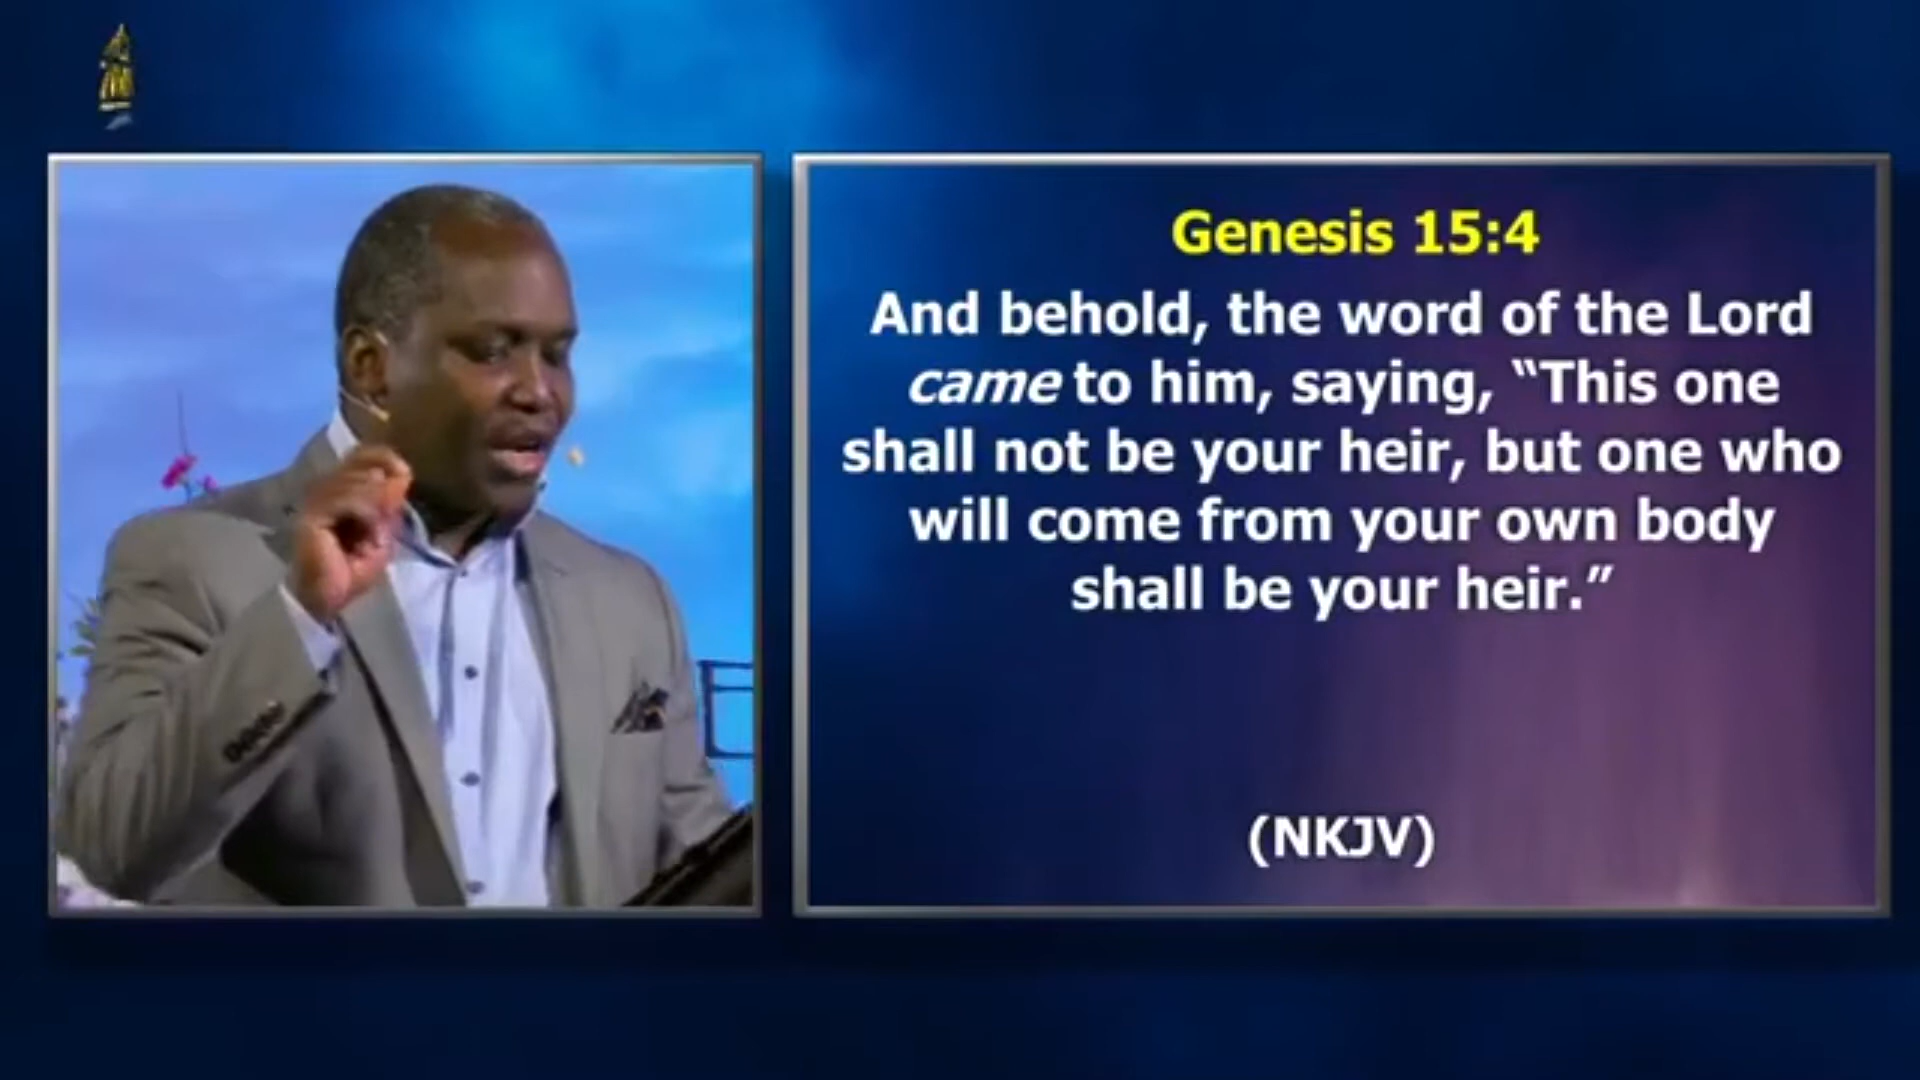 Genesis 15:4
And behold, the word of the Lord
came to him, saying, “This one
shall not be your heir, but one who
will come from your own body
shall be your heir.”
(NKJV)